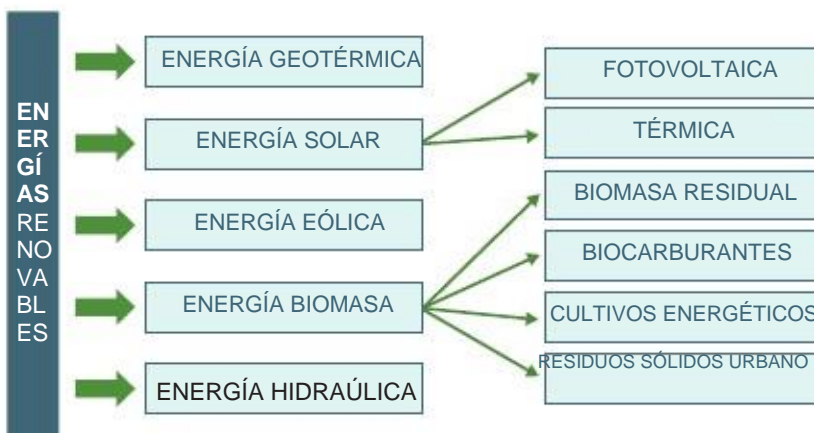 EN
ER
GÍ
AS
RE
NO
VA
BL
ES
ENERGÍA GEOTÉRMICA
ENERGÍA SOLAR
ENERGÍA EÓLICA
ENERGÍA BIOMASA
ENERGÍA HIDRAÚLICA
FOTOVOLTAICA
TÉRMICA
BIOMASA RESIDUAL
BIOCARBURANTES
CULTIVOS ENERGÉTICOS
RESIDUOS SÓLIDOS URBANO